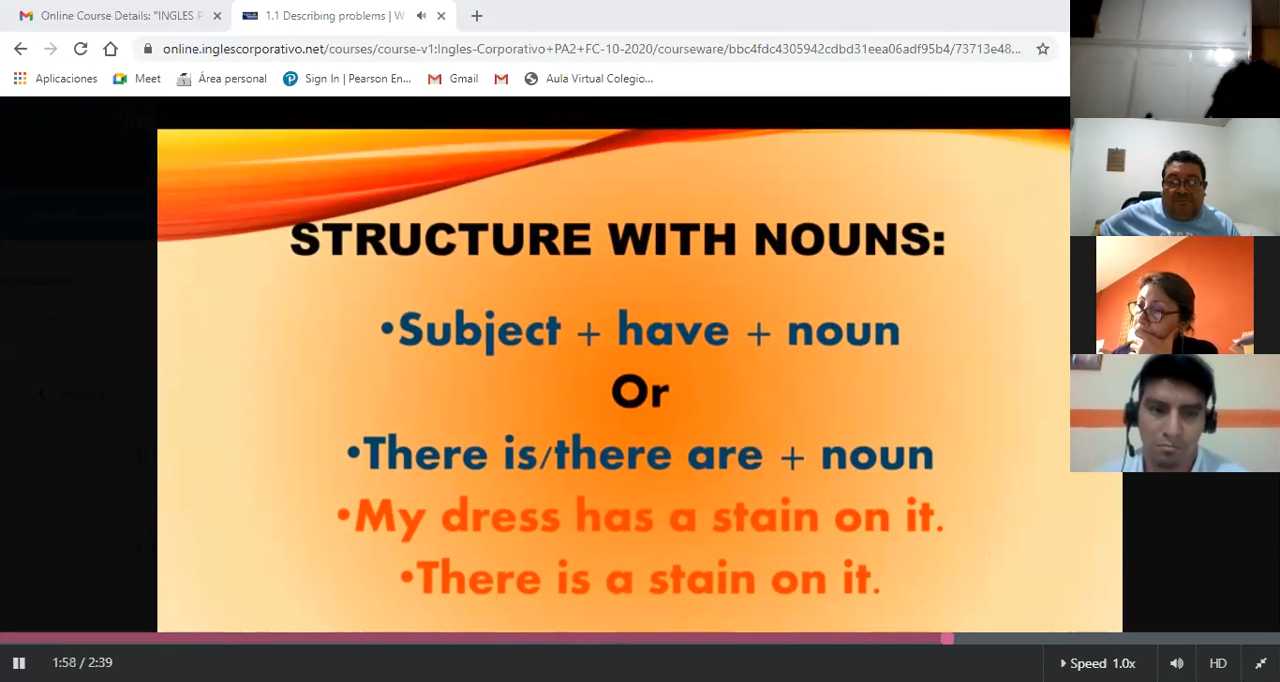 Online Course Details: "INGLES P
1.1 Describing problems | W
online.inglescorporativo.net/courses/course-v1:Ingles-Corporativo+PA2+FC-10-2020/courseware/bbc4fdc4305942cdbd31eea06adf95b4/73713e48...
Aplicaciones Meet Área personal Sign In | Pearson En... Gmail Aula Virtual Colegio...
STRUCTURE WITH NOUNS:
•Subject + have + noun
Or
•There is/there are + noun
•My dress has a stain on it.
•There is a stain on it.
1:58 / 2:39 Speed 1.0x HD